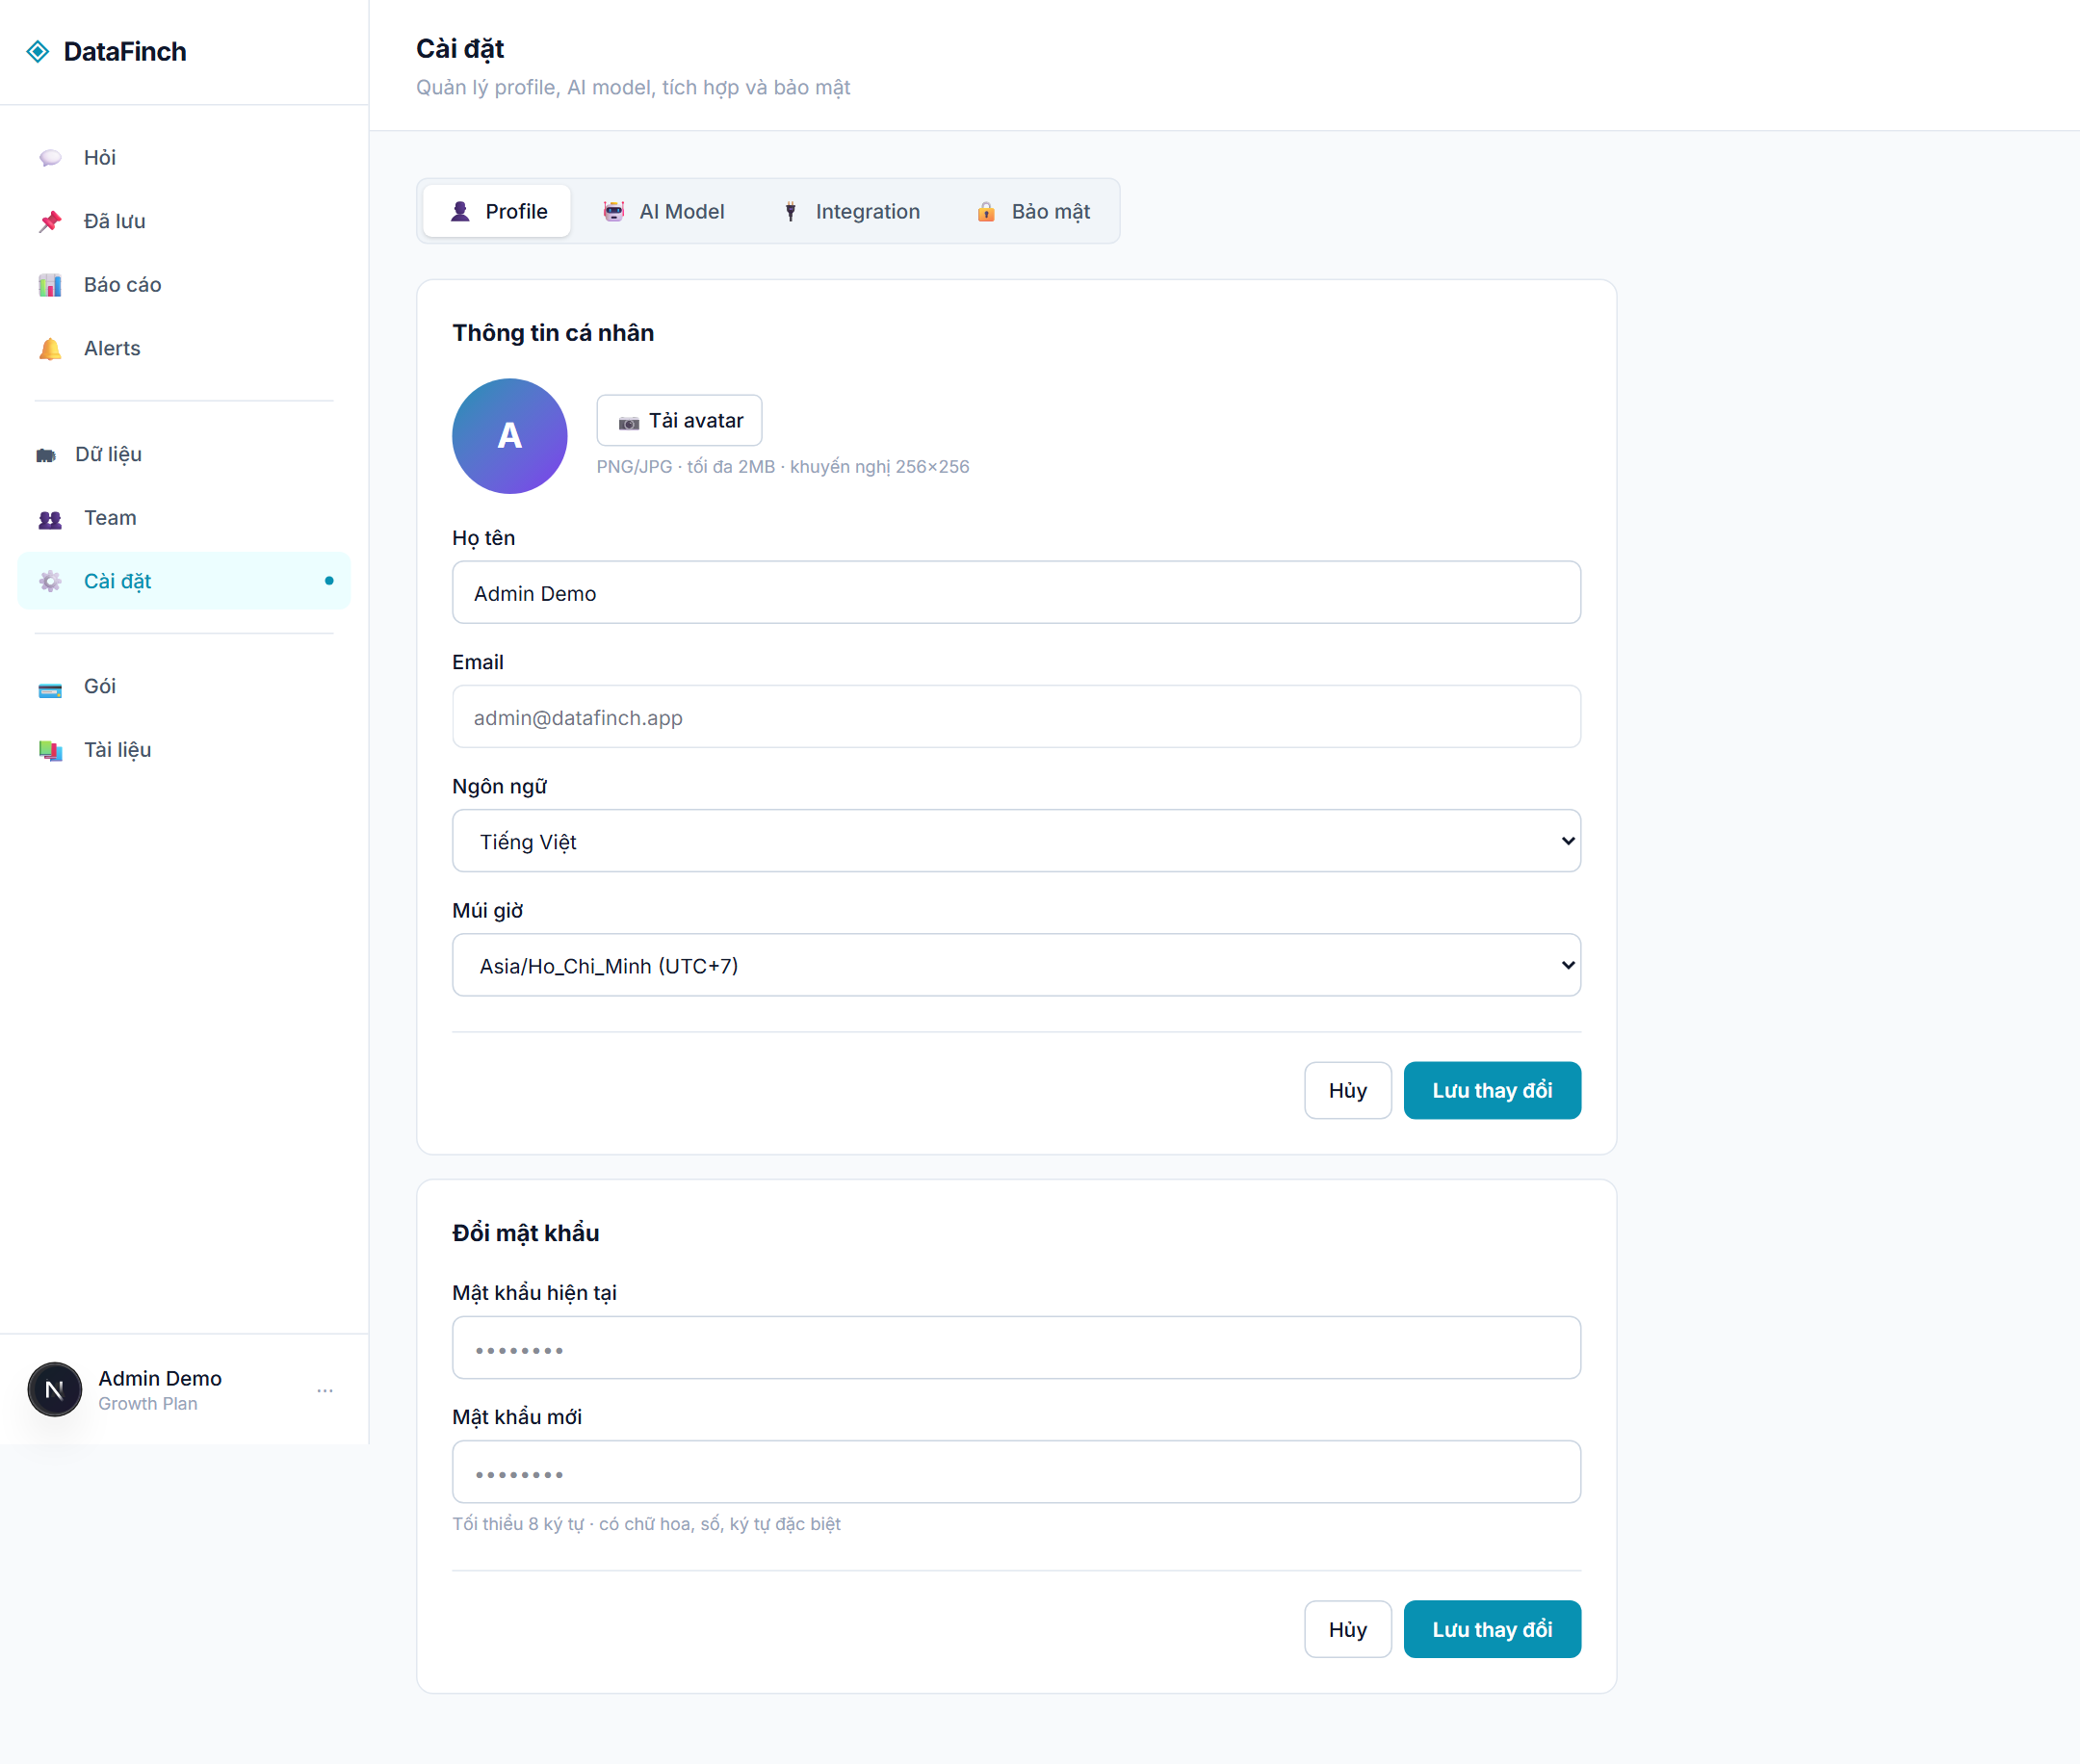 DataFinch
Hỏi
Đã lưu
Báo cáo
Alerts
Dữ liệu
Team
Cài đặt
Gói
Tài liệu
N
Admin Demo
Growth Plan
...
Cài đặt
Quản lý profile, AI model, tích hợp và bảo mật
Profile
AI Model
Integration
Bảo mật
Thông tin cá nhân
A
Tải avatar
PNG/JPG · tối đa 2MB · khuyến nghị 256×256
Họ tên
Admin Demo
Email
admin@datafinch.app
Ngôn ngữ
Tiếng Việt
Múi giờ
Asia/Ho_Chi_Minh (UTC+7)
Hủy
Lưu thay đổi
Đổi mật khẩu
Mật khẩu hiện tại
••••••••
Mật khẩu mới
••••••••
Tối thiểu 8 ký tự · có chữ hoa, số, ký tự đặc biệt
Hủy
Lưu thay đổi